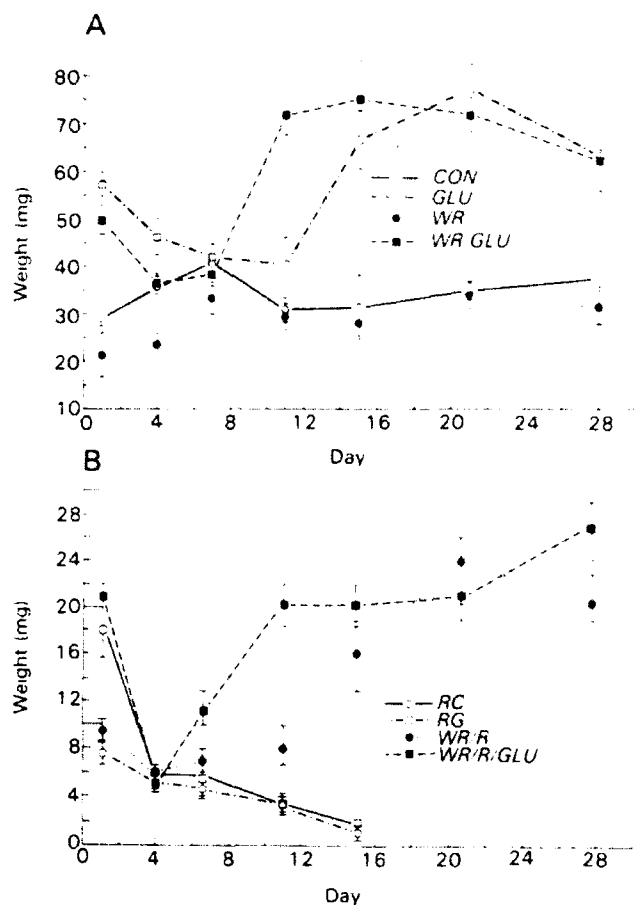 A
80
70
60
50
40
30
20
10
Weight (mg)
CON
GLU
WR
WR GLU
0 4 8 12 16 20 24 28
Day
B
28
24
20
16
12
8
4
0
Weight (mg)
RC
RG
WR/R
WR/R/GLU
0 4 8 12 16 20 24 28
Day